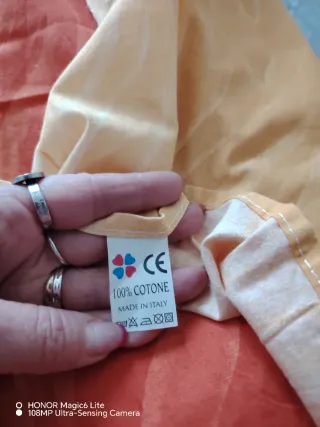 CE
100% COTONE
MADE IN ITALY
HONOR Magic6 Lite
108MP Ultra-Sensing Camera